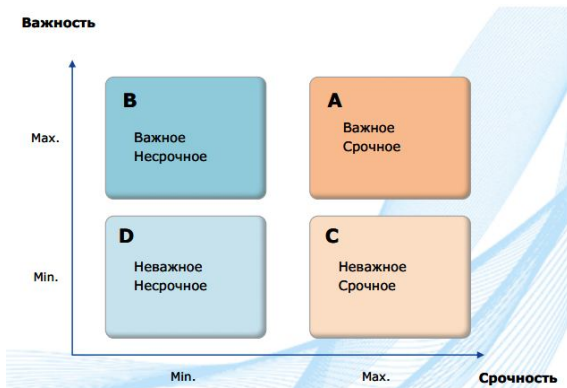 Важность
B
Важное
Несрочное
A
Важное
Срочное
Max.
D
Неважное
Несрочное
C
Неважное
Срочное
Min.
Min.
Max.
Срочность